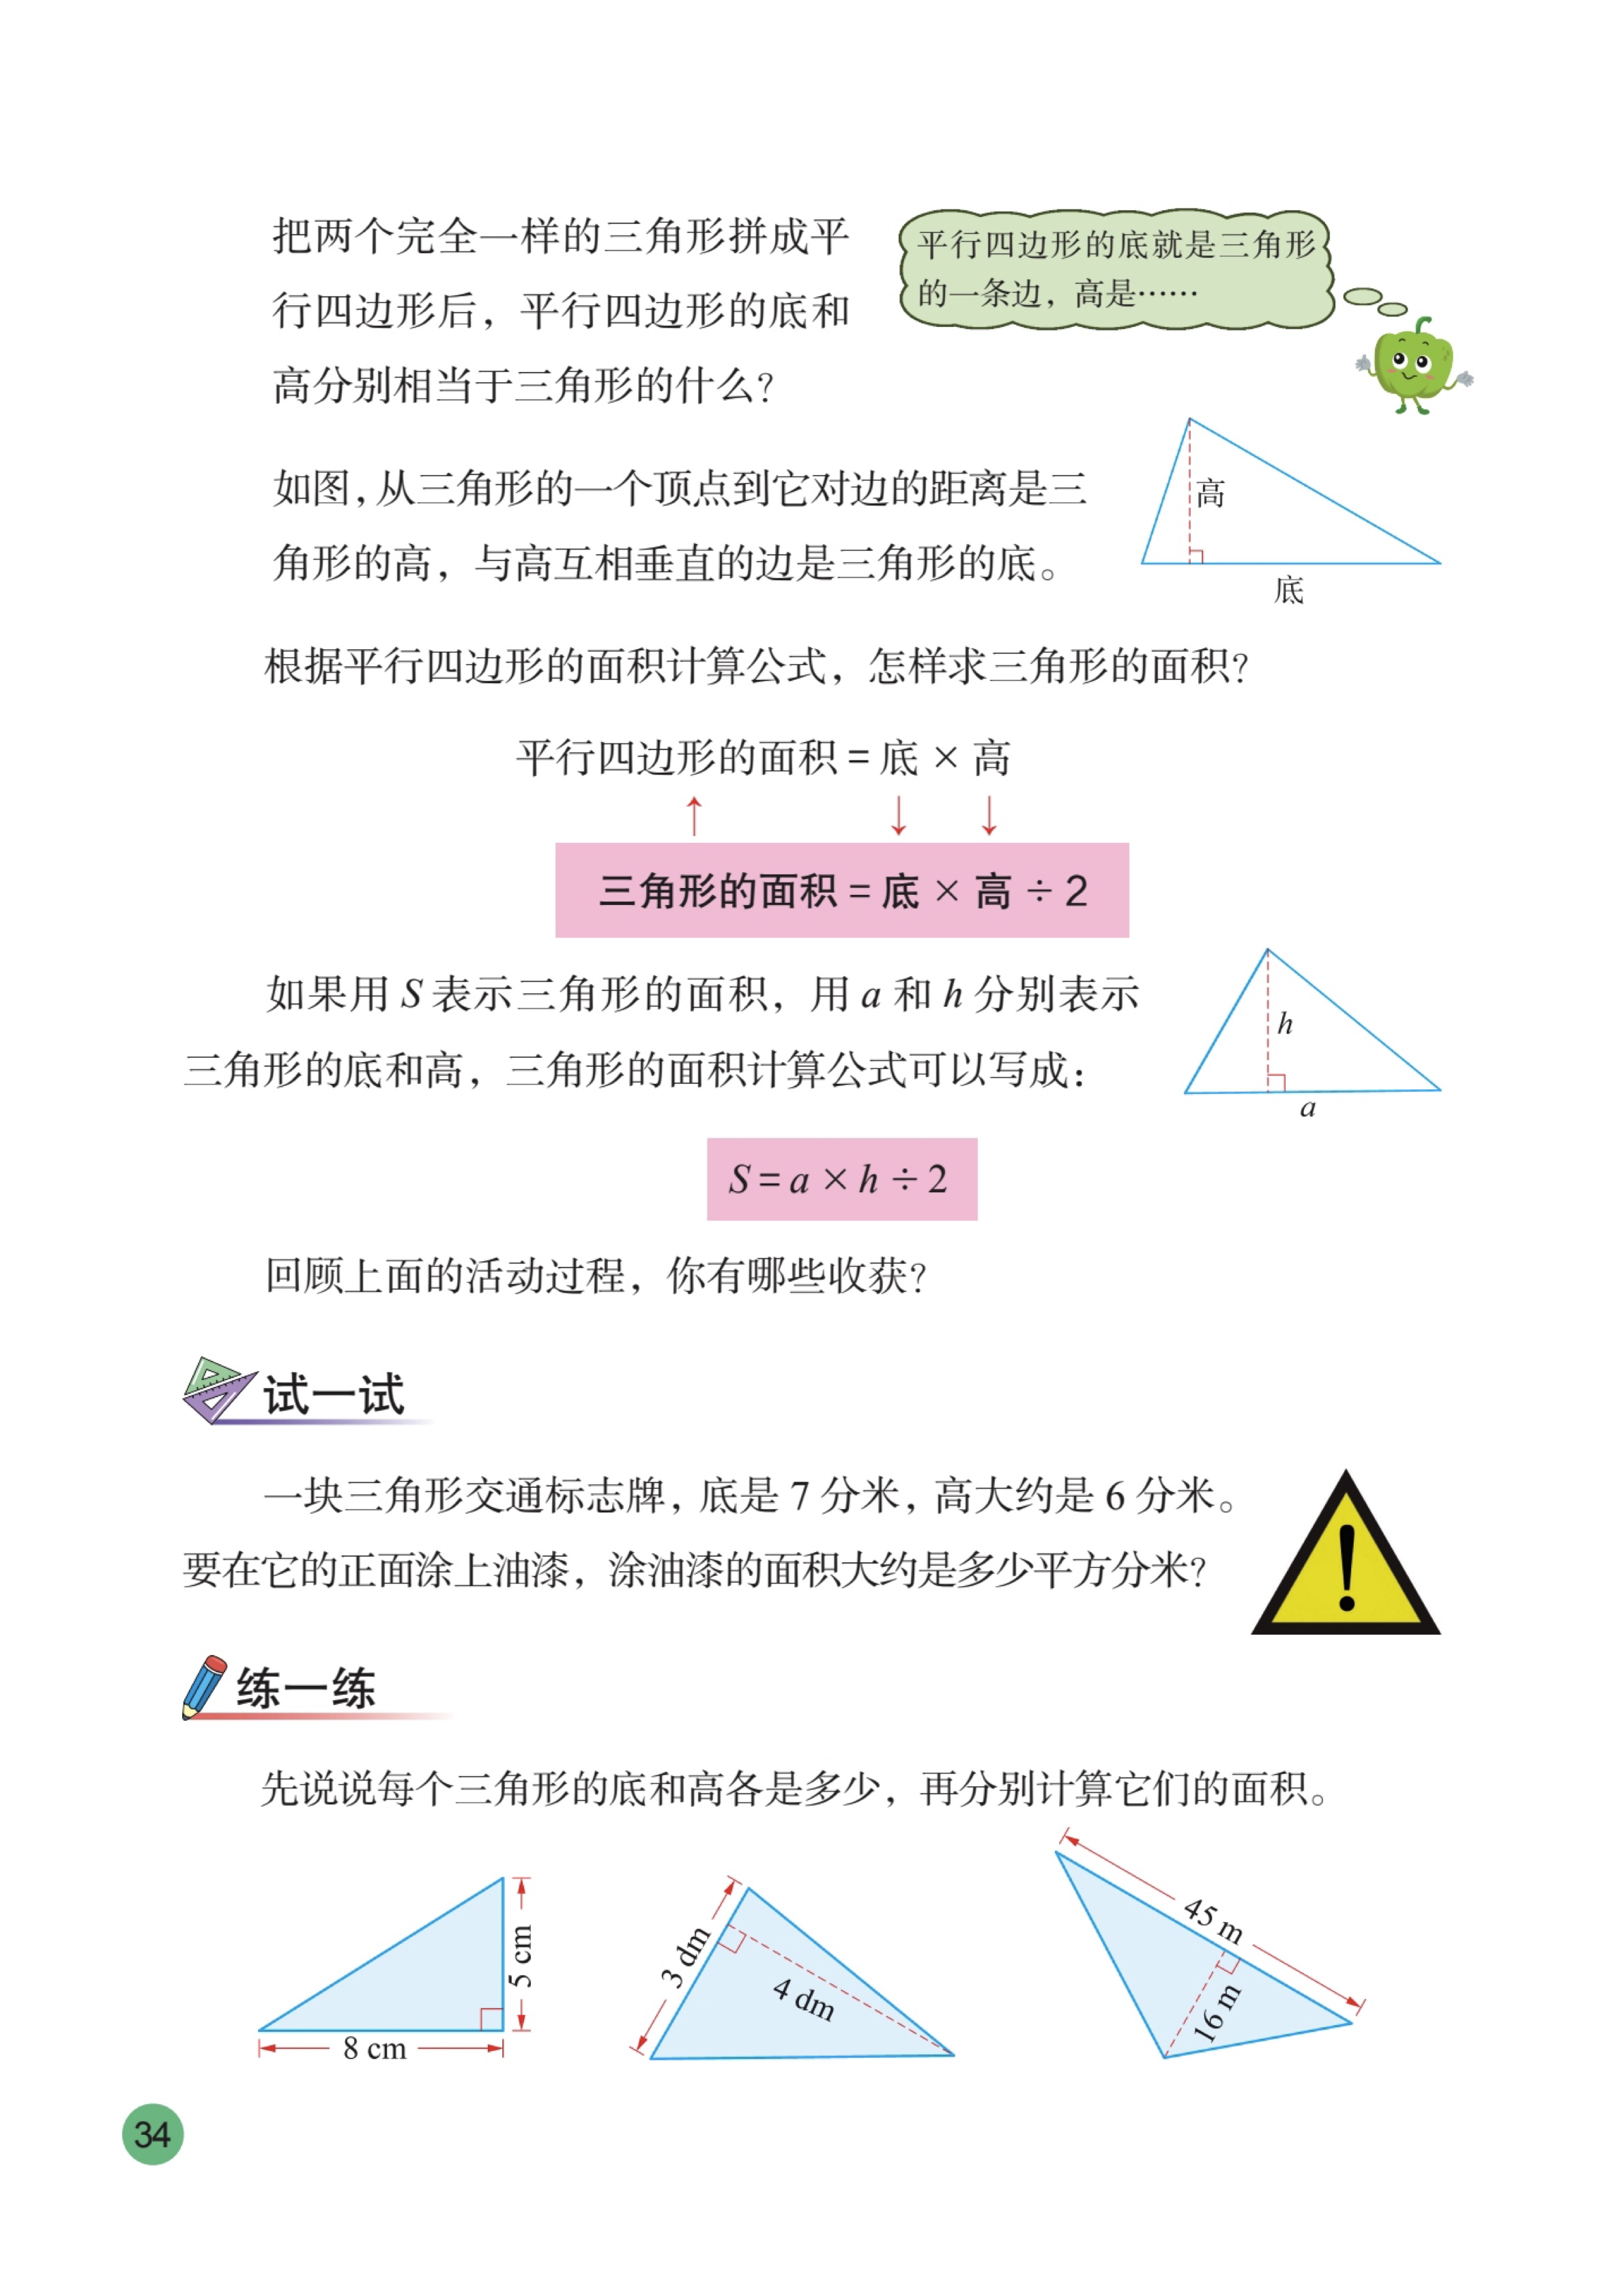 把两个完全一样的三角形拼成平
行四边形后，平行四边形的底和
高分别相当于三角形的什么？
平行四边形的底就是三角形
的一条边，高是……
如图，从三角形的一个顶点到它对边的距离是三
角形的高，与高互相垂直的边是三角形的底。
高
底
根据平行四边形的面积计算公式，怎样求三角形的面积？
平行四边形的面积 = 底 × 高
↑ ↓ ↓
三角形的面积 = 底 × 高 ÷ 2
如果用 S 表示三角形的面积，用 a 和 h 分别表示
三角形的底和高，三角形的面积计算公式可以写成：
h
a
S = a × h ÷ 2
回顾上面的活动过程，你有哪些收获？
试一试
一块三角形交通标志牌，底是 7 分米，高大约是 6 分米。
要在它的正面涂上油漆，涂油漆的面积大约是多少平方分米？
!
练一练
先说说每个三角形的底和高各是多少，再分别计算它们的面积。
5 cm
8 cm
3 dm
4 dm
45 m
16 m
34